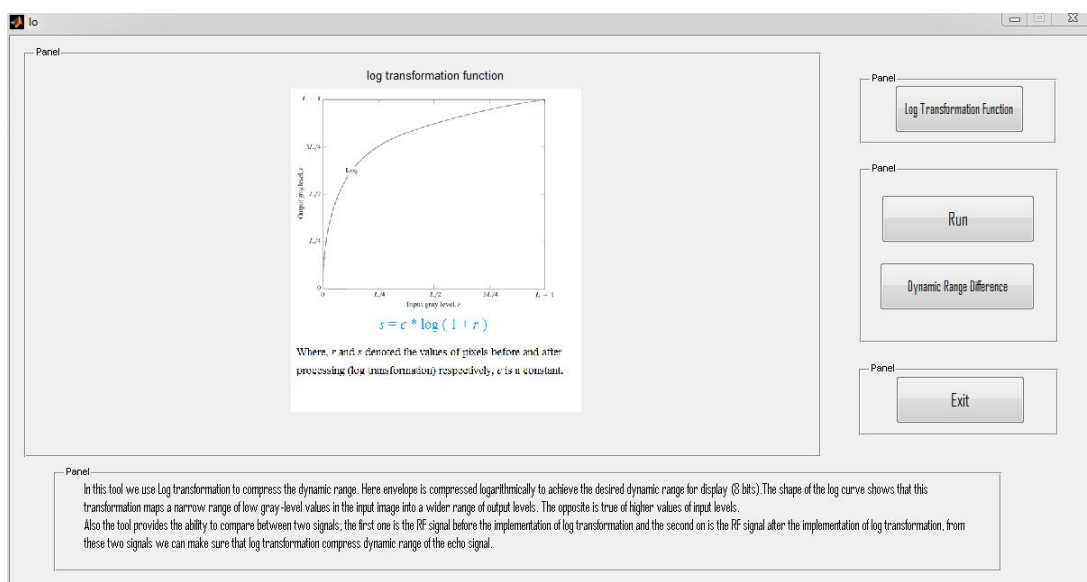 lo
Panel
log transformation function
L − 1
3L/4
L/2
L/4
0
Output gray level, s
Log
0 L/4 L/2 3L/4 L − 1
Input gray level, r
s = c * log ( 1 + r )
Where, r and s denoted the values of pixels before and after
processing (log transformation) respectively, c is a constant.
Panel
Log Transformation Function
Panel
Run
Dynamic Range Difference
Panel
Exit
Panel
In this tool we use Log transformation to compress the dynamic range. Here envelope is compressed logarithmically to achieve the desired dynamic range for display (8 bits).The shape of the log curve shows that this
transformation maps a narrow range of low gray-level values in the input image into a wider range of output levels. The opposite is true of higher values of input levels.
Also the tool provides the ability to compare between two signals; the first one is the RF signal before the implementation of log transformation and the second on is the RF signal after the implementation of log transformation, from
these two signals we can make sure that log transformation compress dynamic range of the echo signal.